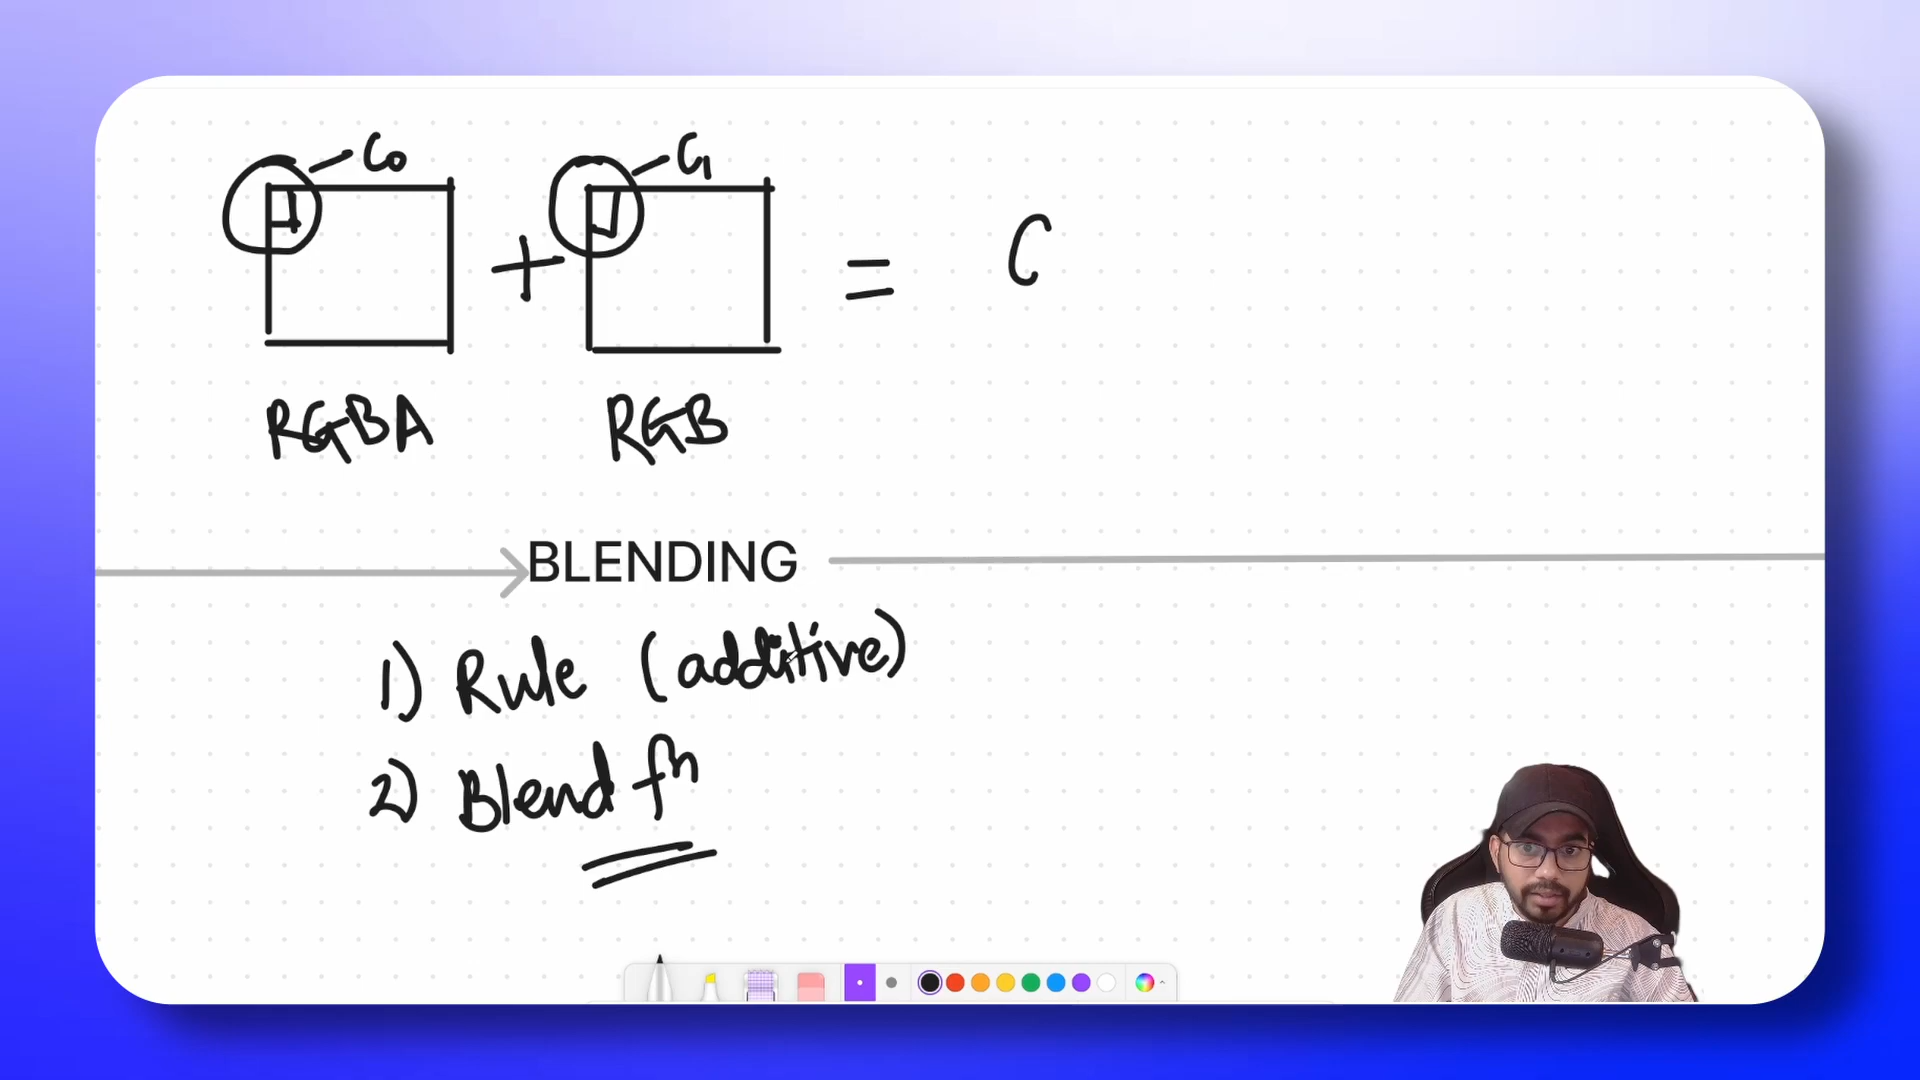 C0 C1
+ = C
RGBA RGB
BLENDING
1) Rule (additive)
2) Blend fn